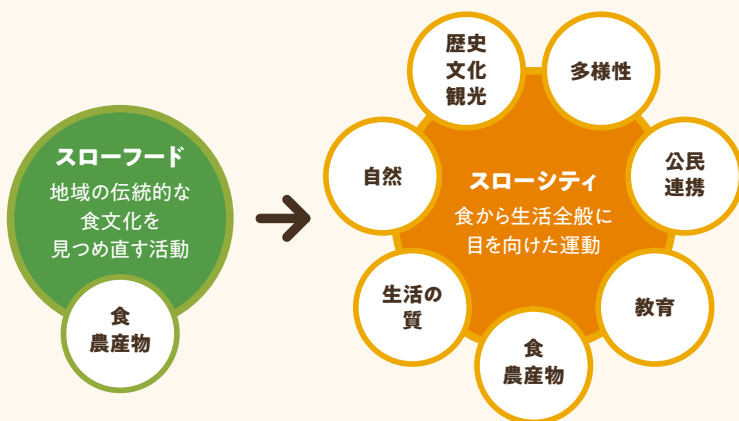 スローフード
地域の伝統的な
食文化を
見つめ直す活動
食
農産物
スローシティ
食から生活全般に
目を向けた運動
歴史
文化
観光
多様性
公民
連携
教育
食
農産物
生活の
質
自然